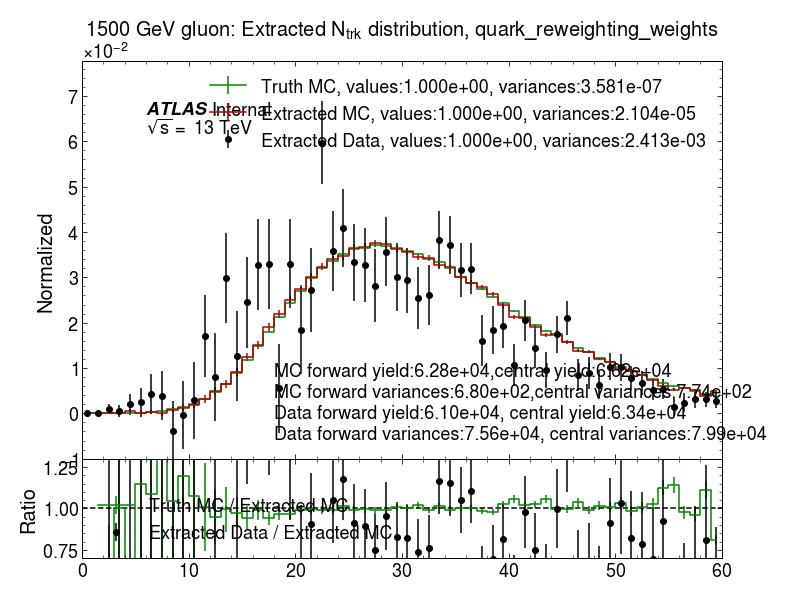 1500 GeV gluon: Extracted Ntrk distribution, quark_reweighting_weights
×10−2
Truth MC, values:1.000e+00, variances:3.581e-07
ATLAS Internal
Extracted MC, values:1.000e+00, variances:2.104e-05
√s = 13 TeV
Extracted Data, values:1.000e+00, variances:2.413e-03
7
6
5
4
3
2
1
0
Normalized
MC forward yield:6.28e+04,central yield:6.82e+04
MC forward variances:6.80e+02,central variances:7.74e+02
Data forward yield:6.10e+04, central yield:6.34e+04
Data forward variances:7.56e+04, central variances:7.99e+04
1.25
1.00
0.75
Ratio
Truth MC / Extracted MC
Extracted Data / Extracted MC
0 10 20 30 40 50 60